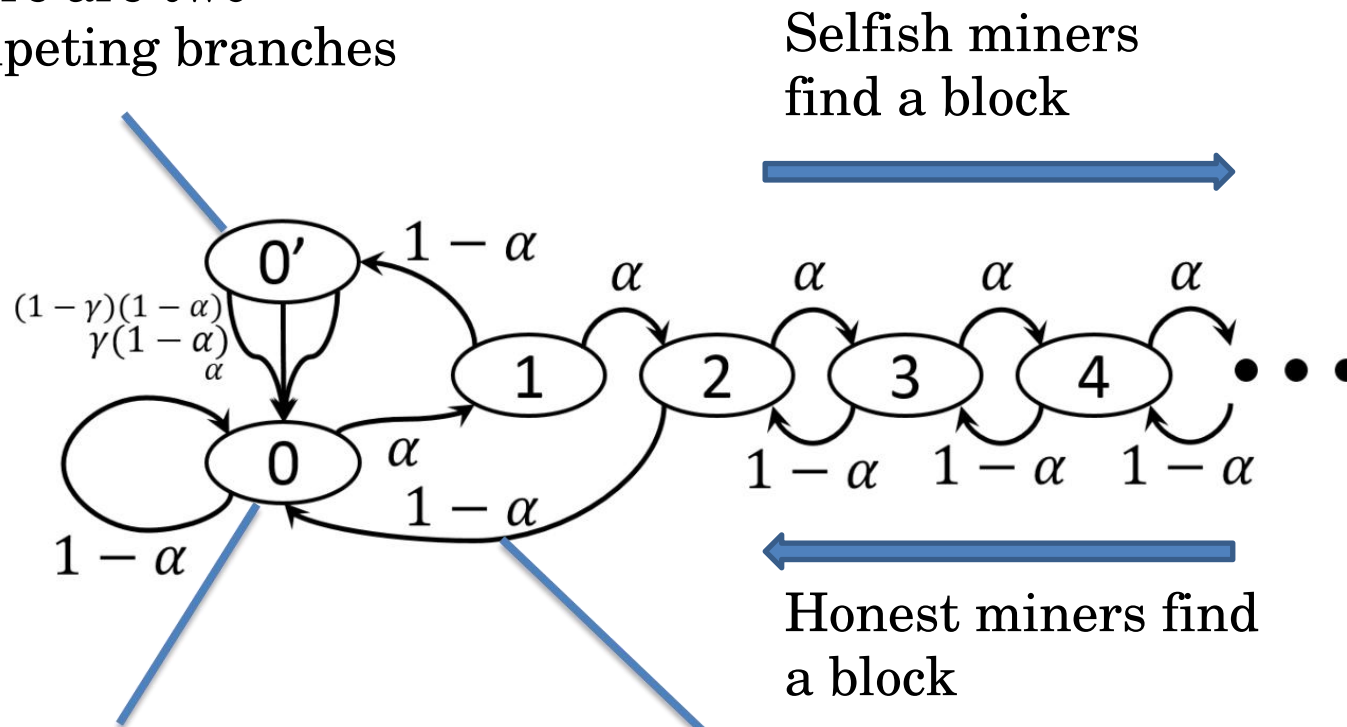 peting branches
Selfish miners
find a block
0′
1 − α
α
α
α
α
(1 − γ)(1 − α)
γ(1 − α)
α
1
2
3
4
• • •
0
α
1 − α
1 − α
1 − α
1 − α
1 − α
Honest miners find
a block